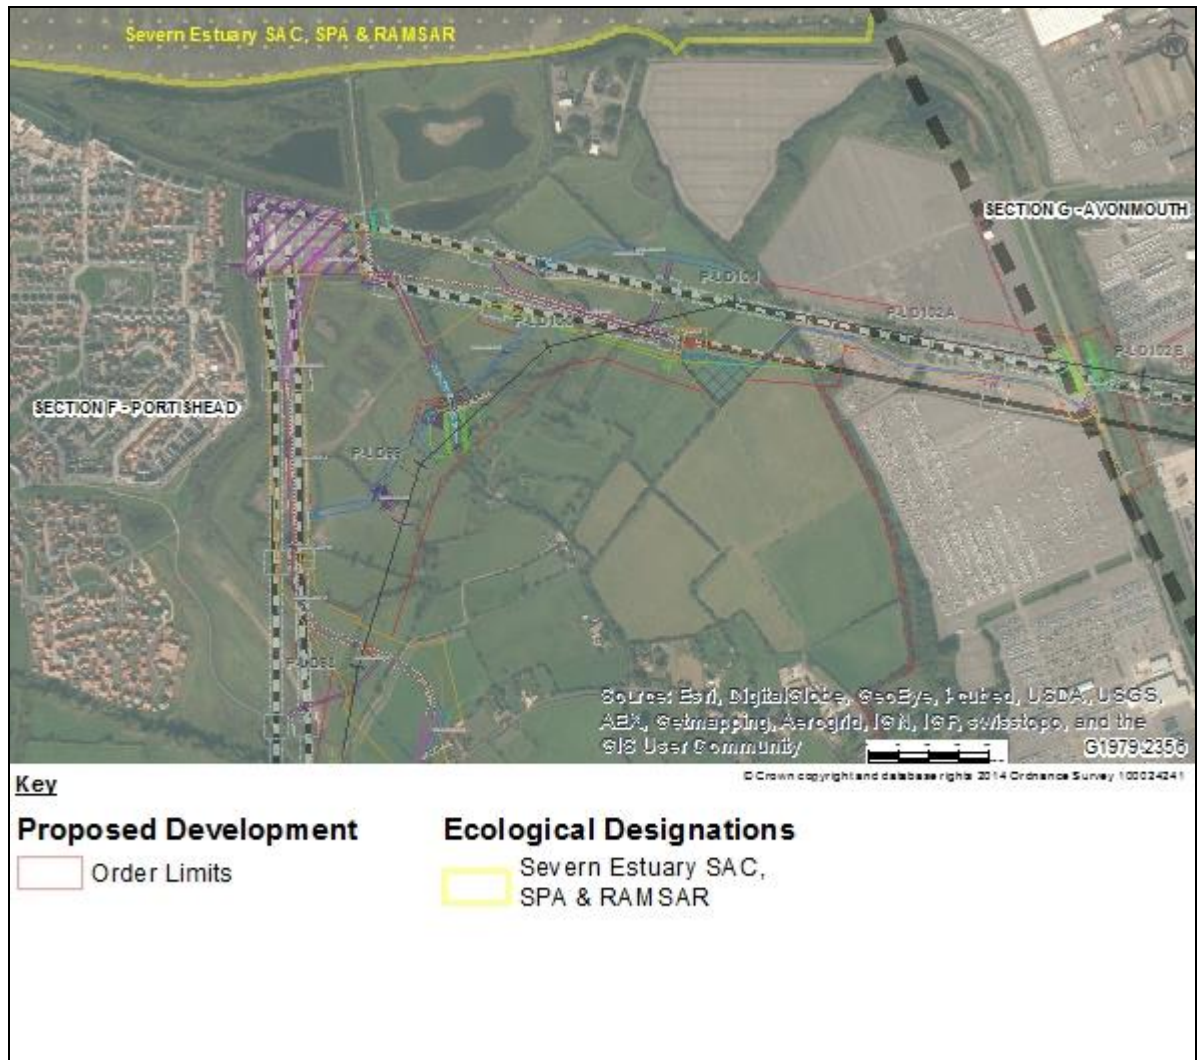 Severn Estuary SAC, SPA & RAMSAR
N
SECTION G - AVONMOUTH
SECTION F - PORTISHEAD
Source: Esri, DigitalGlobe, GeoEye, i-cubed, USDA, USGS,
AEX, Getmapping, Aerogrid, IGN, IGP, swisstopo, and the
GIS User Community
G1979.2356
© Crown copyright and database rights 2014 Ordnance Survey 100024241
Key
Proposed Development
Order Limits
Ecological Designations
Severn Estuary SAC,
SPA & RAMSAR